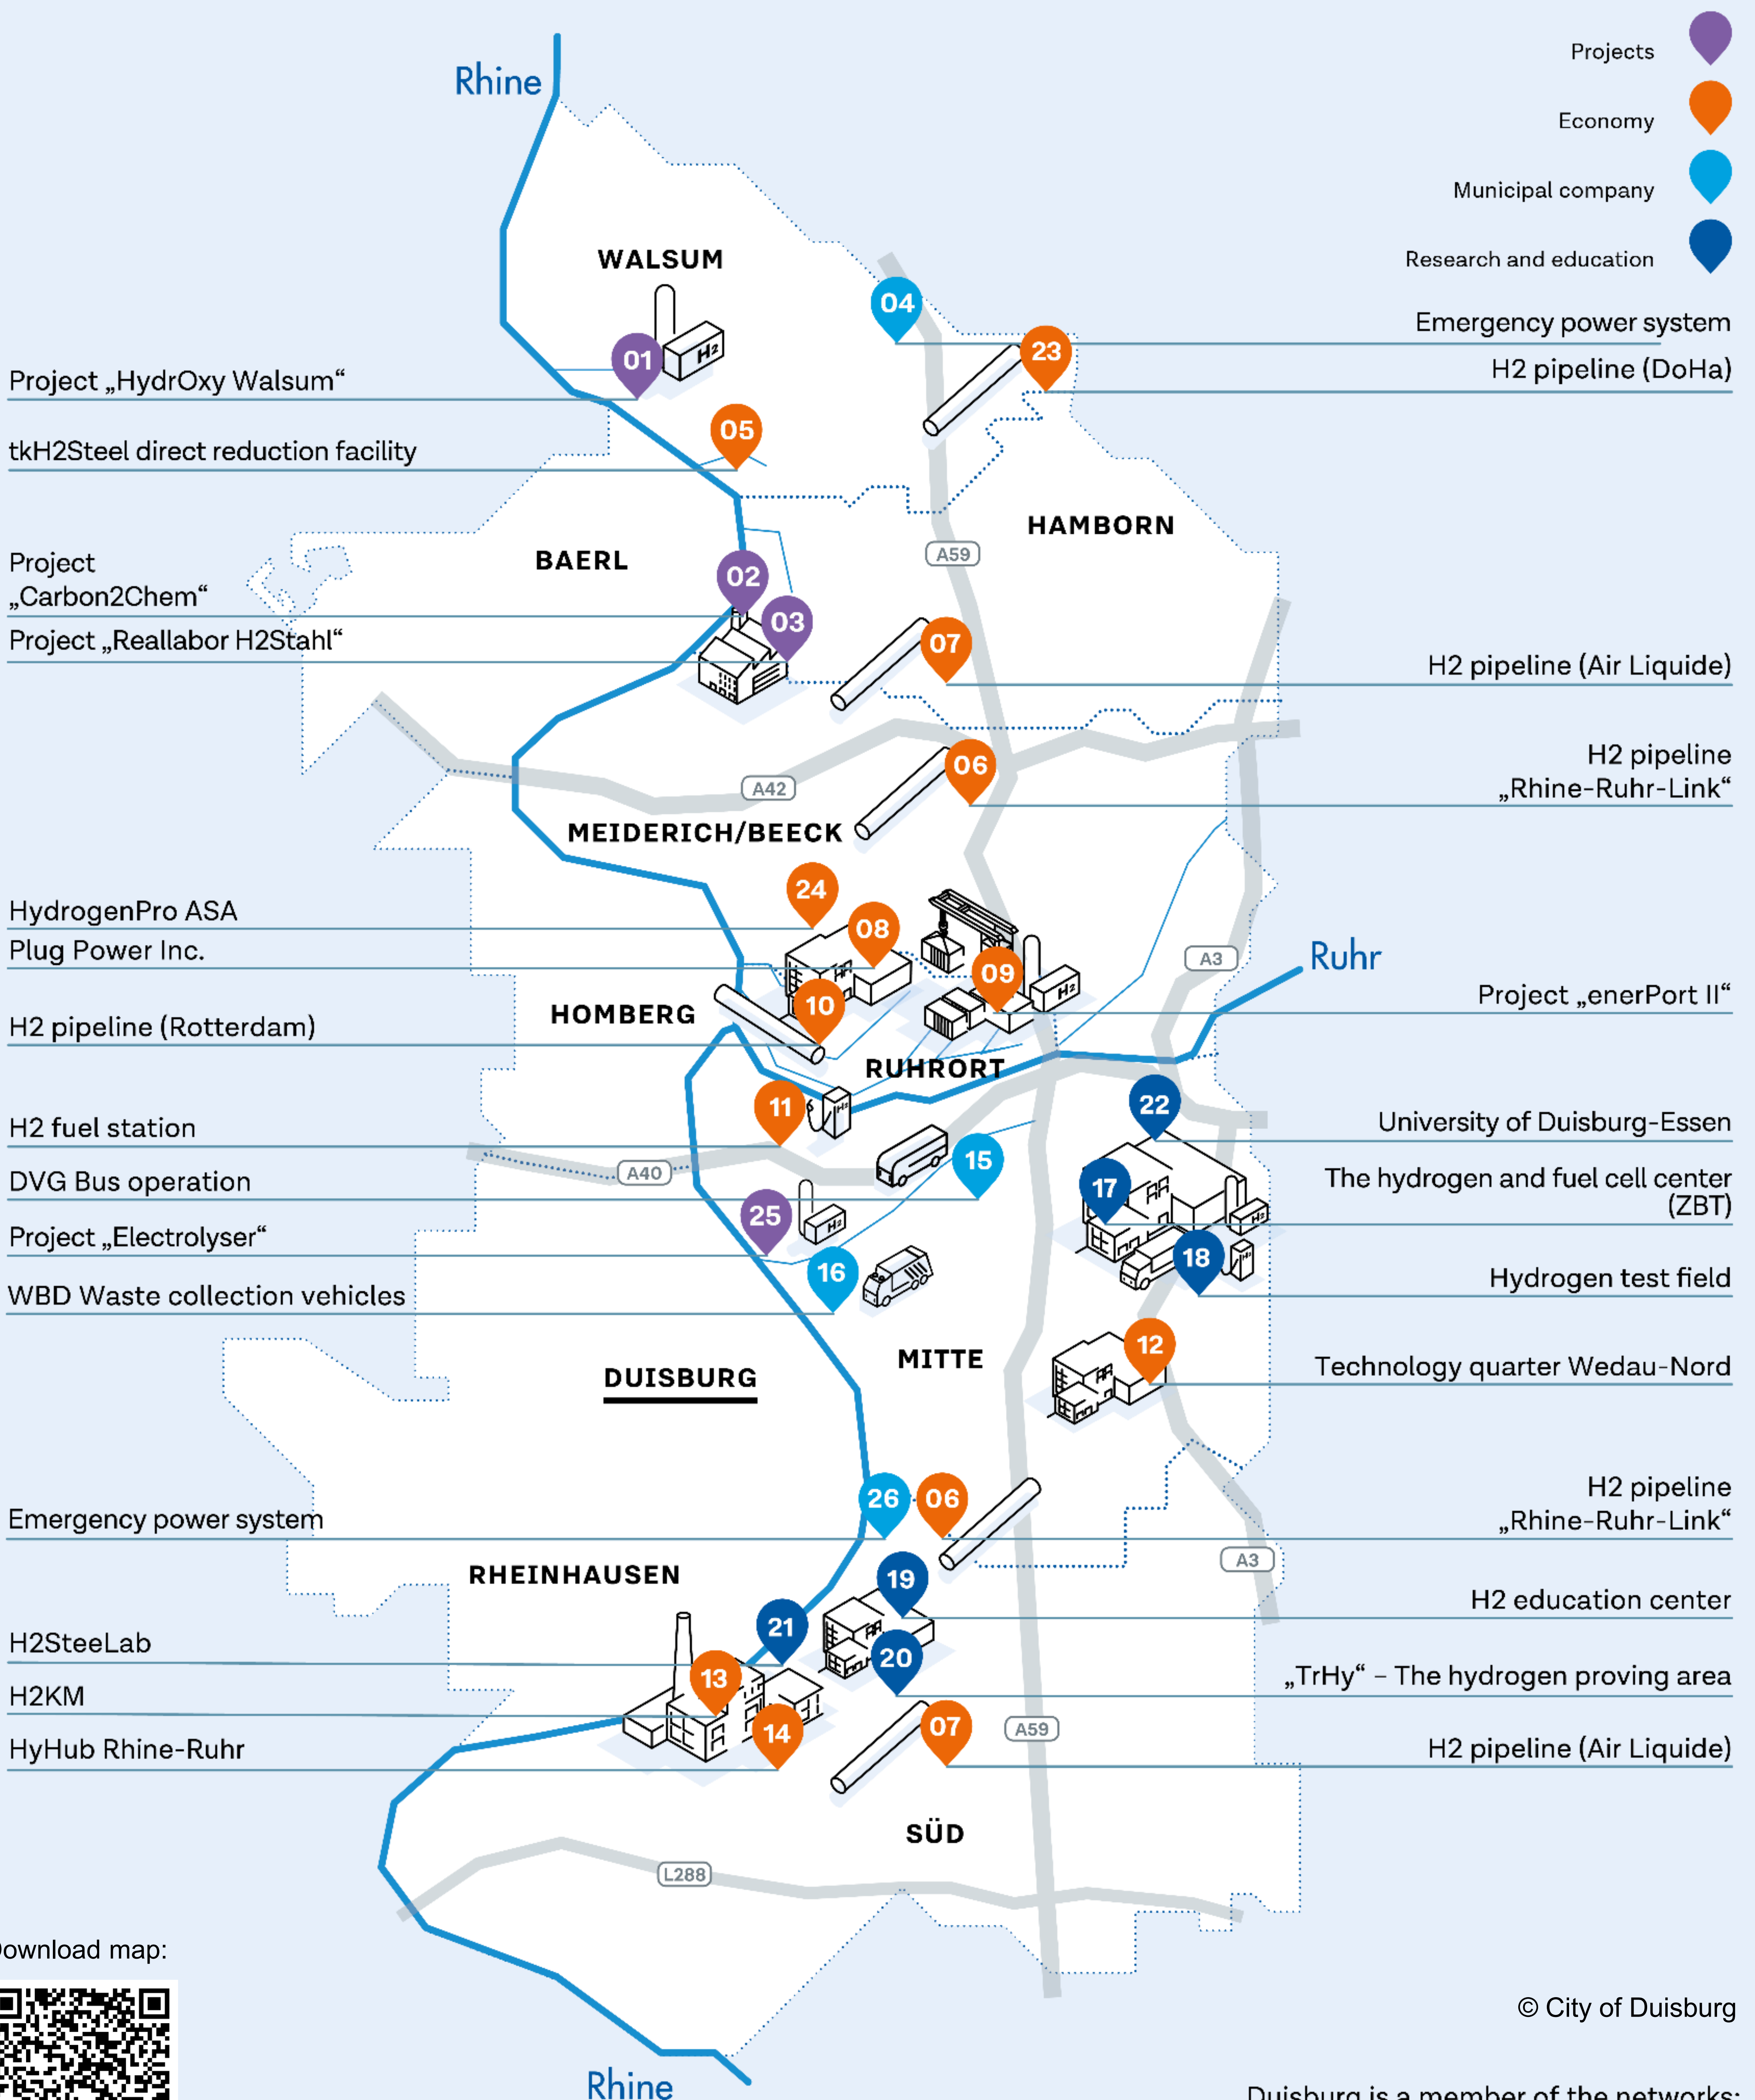 Rhine
Projects
Economy
Municipal company
Research and education
WALSUM
04
Emergency power system
23
H2 pipeline (DoHa)
01
H2
Project „HydrOxy Walsum“
05
tkH2Steel direct reduction facility
HAMBORN
A59
BAERL
Project
„Carbon2Chem“
02
Project „Reallabor H2Stahl“
03
07
H2 pipeline (Air Liquide)
06
H2 pipeline
„Rhine-Ruhr-Link“
A42
MEIDERICH/BEECK
24
HydrogenPro ASA
08
Plug Power Inc.
A3
Ruhr
09
H2
Project „enerPort II“
10
HOMBERG
H2 pipeline (Rotterdam)
RUHRORT
11
H2
H2 fuel station
22
University of Duisburg-Essen
15
DVG Bus operation
A40
17
The hydrogen and fuel cell center
(ZBT)
H2
25
H2
Project „Electrolyser“
16
WBD Waste collection vehicles
18
H2
Hydrogen test field
12
Technology quarter Wedau-Nord
MITTE
DUISBURG
26
06
Emergency power system
H2 pipeline
„Rhine-Ruhr-Link“
A3
RHEINHAUSEN
19
H2 education center
21
H2SteeLab
20
„TrHy“ – The hydrogen proving area
13
H2KM
14
HyHub Rhine-Ruhr
07
A59
H2 pipeline (Air Liquide)
SÜD
L288
Download map:
© City of Duisburg
Rhine
Duisburg is a member of the networks: